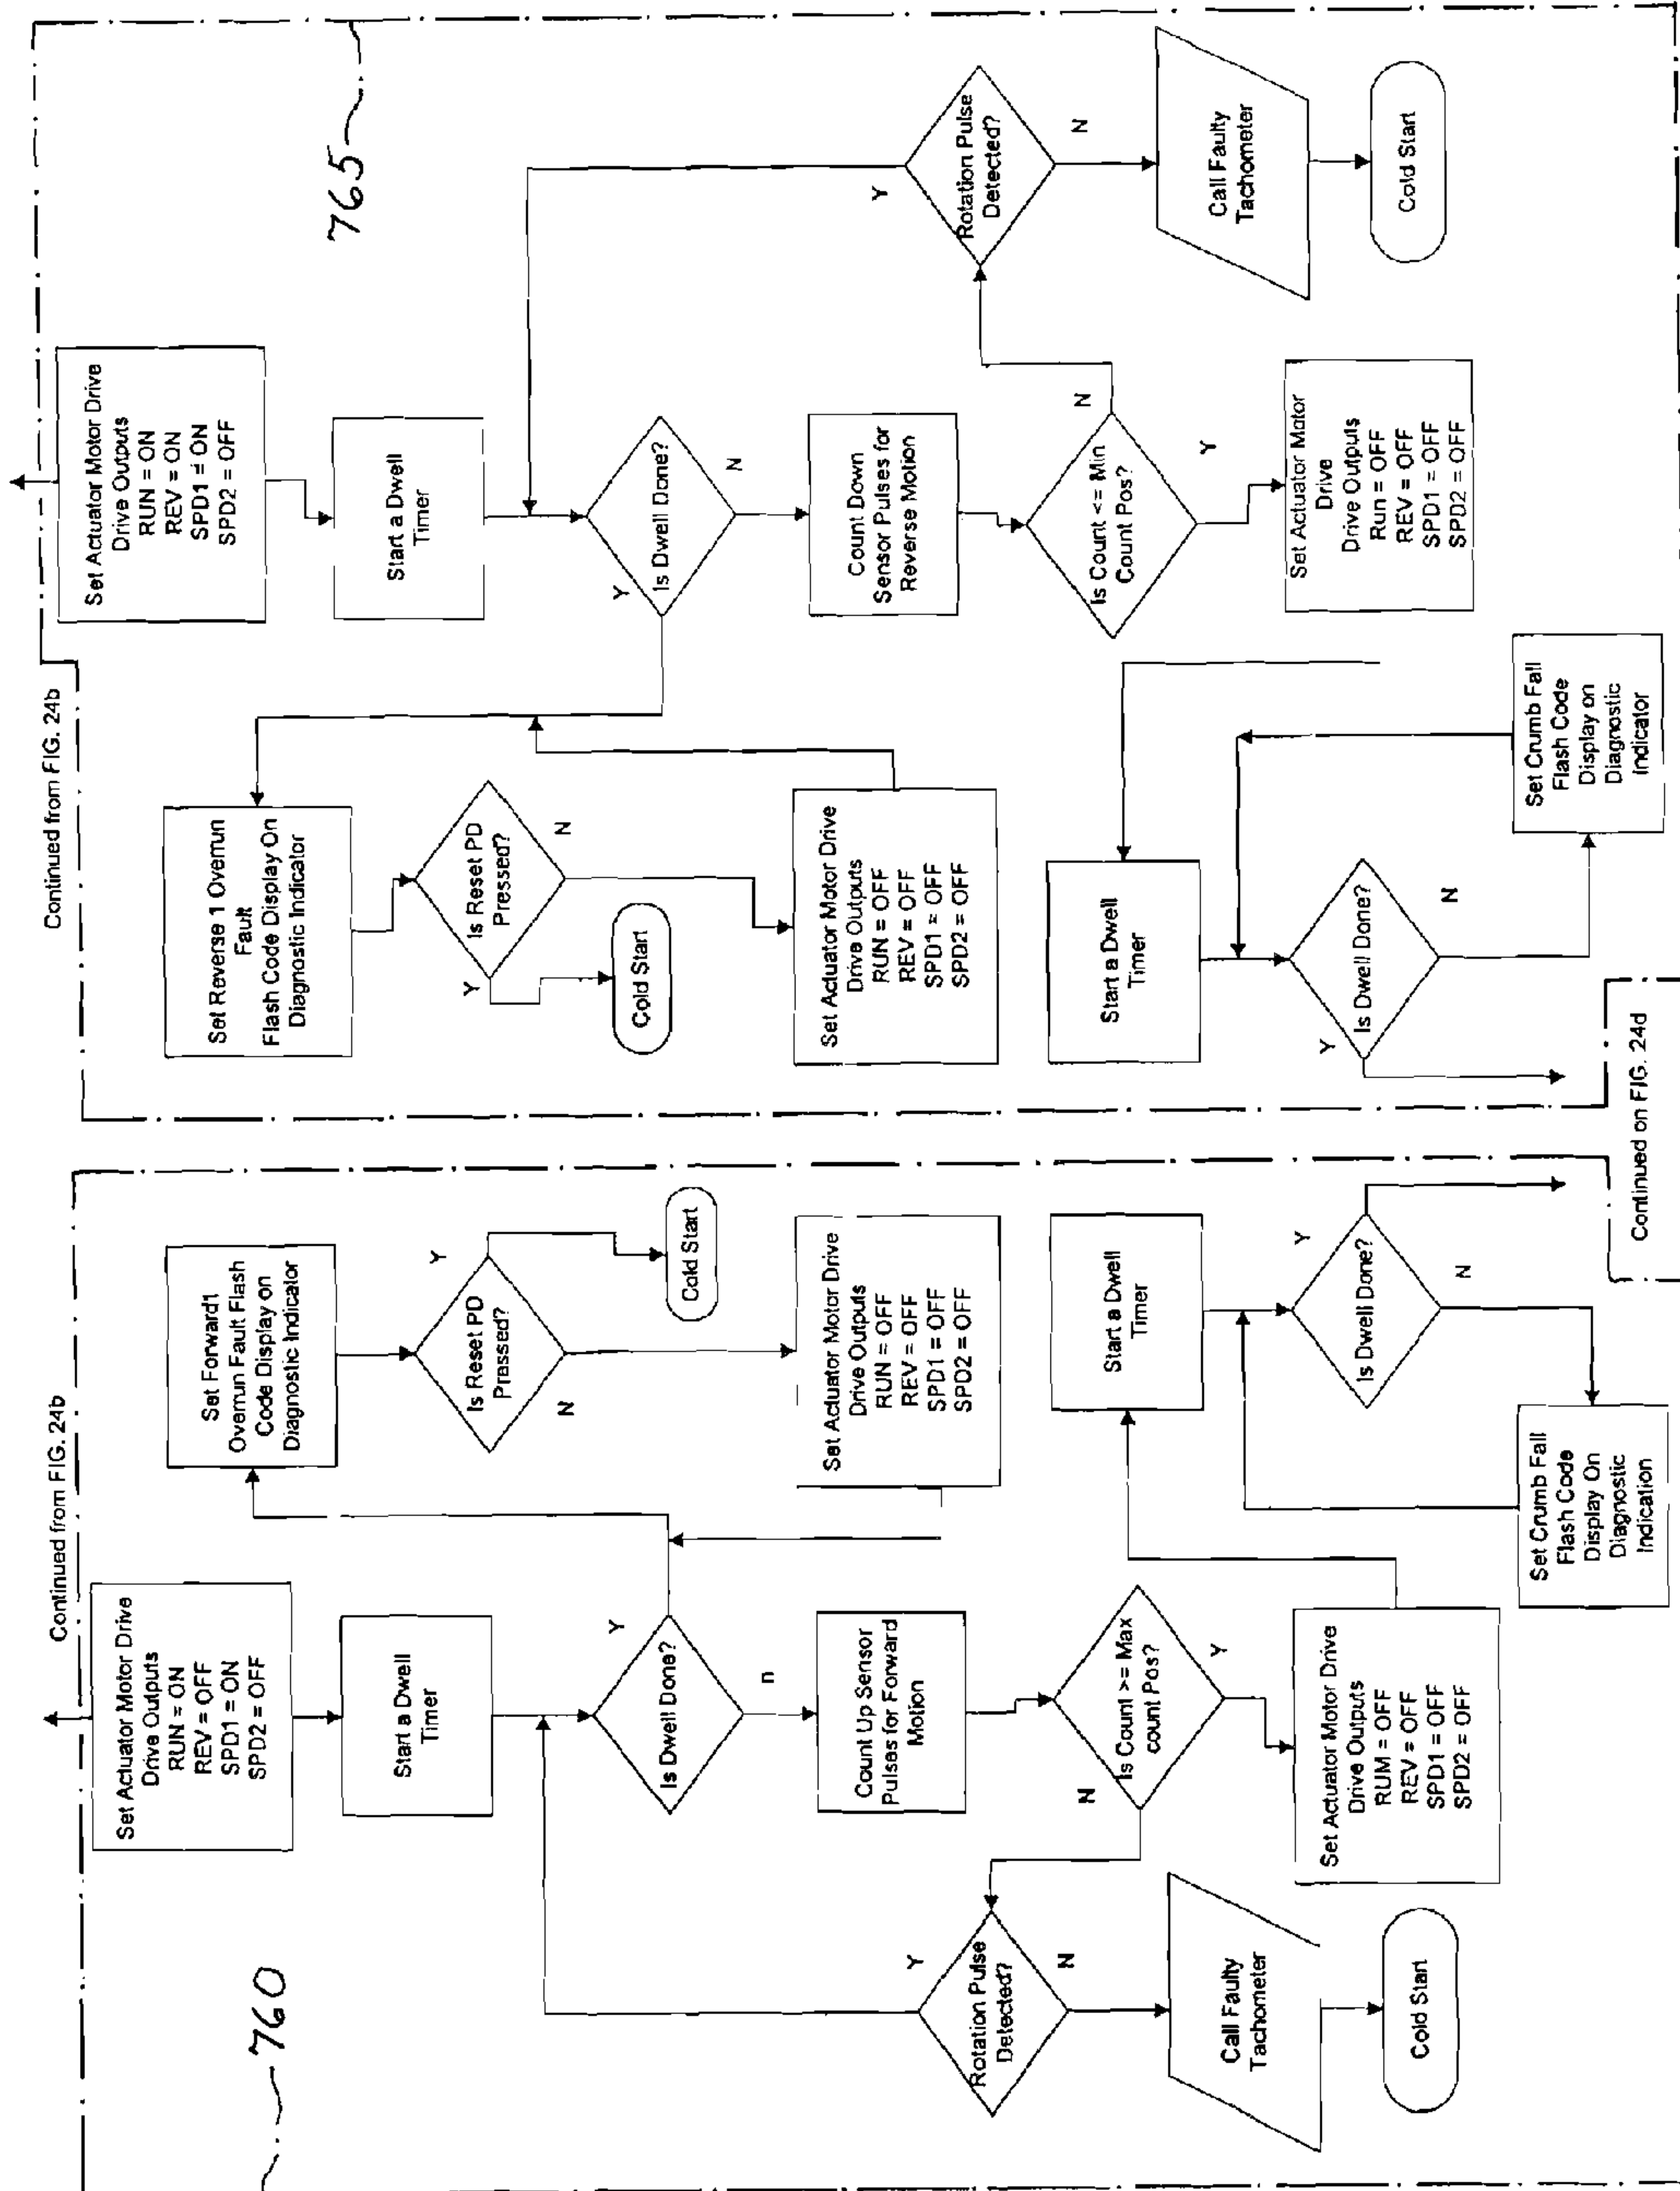 Continued from FIG. 24b
760
Set Actuator Motor Drive
Drive Outputs
RUN = ON
REV = OFF
SPD1 = ON
SPD2 = OFF
Start a Dwell
Timer
Is Dwell Done?
Y
n
Count Up Sensor
Pulses for Forward
Motion
Is Count >= Max
count Pos?
N
Y
Rotation Pulse
Detected?
Y
N
Call Faulty
Tachometer
Cold Start
Set Actuator Motor Drive
Drive Outputs
RUM = OFF
REV = OFF
SPD1 = OFF
SPD2 = OFF
Set Forward1
Overrun Fault Flash
Code Display on
Diagnostic Indicator
Is Reset PD
Pressed?
Y
N
Cold Start
Set Actuator Motor Drive
Drive Outputs
RUN = OFF
REV = OFF
SPD1 = OFF
SPD2 = OFF
Start a Dwell
Timer
Is Dwell Done?
Y
N
Set Crumb Fall
Flash Code
Display On
Diagnostic
Indication
Continued from FIG. 24b
765
Set Actuator Motor Drive
Drive Outputs
RUN = ON
REV = ON
SPD1 = ON
SPD2 = OFF
Start a Dwell
Timer
Is Dwell Done?
Y
N
Count Down
Sensor Pulses for
Reverse Motion
Is Count <= Min
Count Pos?
N
Y
Rotation Pulse
Detected?
Y
N
Call Faulty
Tachometer
Cold Start
Set Actuator Motor
Drive
Drive Outputs
Run = OFF
REV = OFF
SPD1 = OFF
SPD2 = OFF
Set Reverse 1 Overrun
Fault
Flash Code Display On
Diagnostic Indicator
Is Reset PD
Pressed?
Y
N
Cold Start
Set Actuator Motor Drive
Drive Outputs
RUN = OFF
REV = OFF
SPD1 = OFF
SPD2 = OFF
Start a Dwell
Timer
Is Dwell Done?
Y
N
Set Crumb Fall
Flash Code
Display on
Diagnostic
Indicator
Continued on FIG. 24d